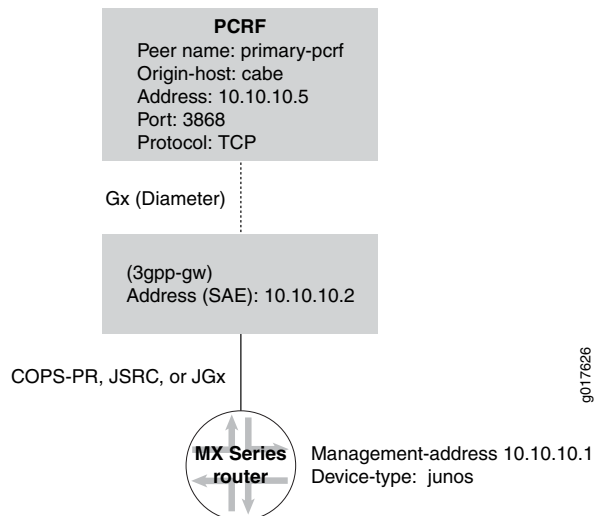 PCRF
Peer name: primary-pcrf
Origin-host: cabe
Address: 10.10.10.5
Port: 3868
Protocol: TCP
Gx (Diameter)
(3gpp-gw)
Address (SAE): 10.10.10.2
COPS-PR, JSRC, or JGx
MX Series
router
Management-address 10.10.10.1
Device-type: junos
g017626